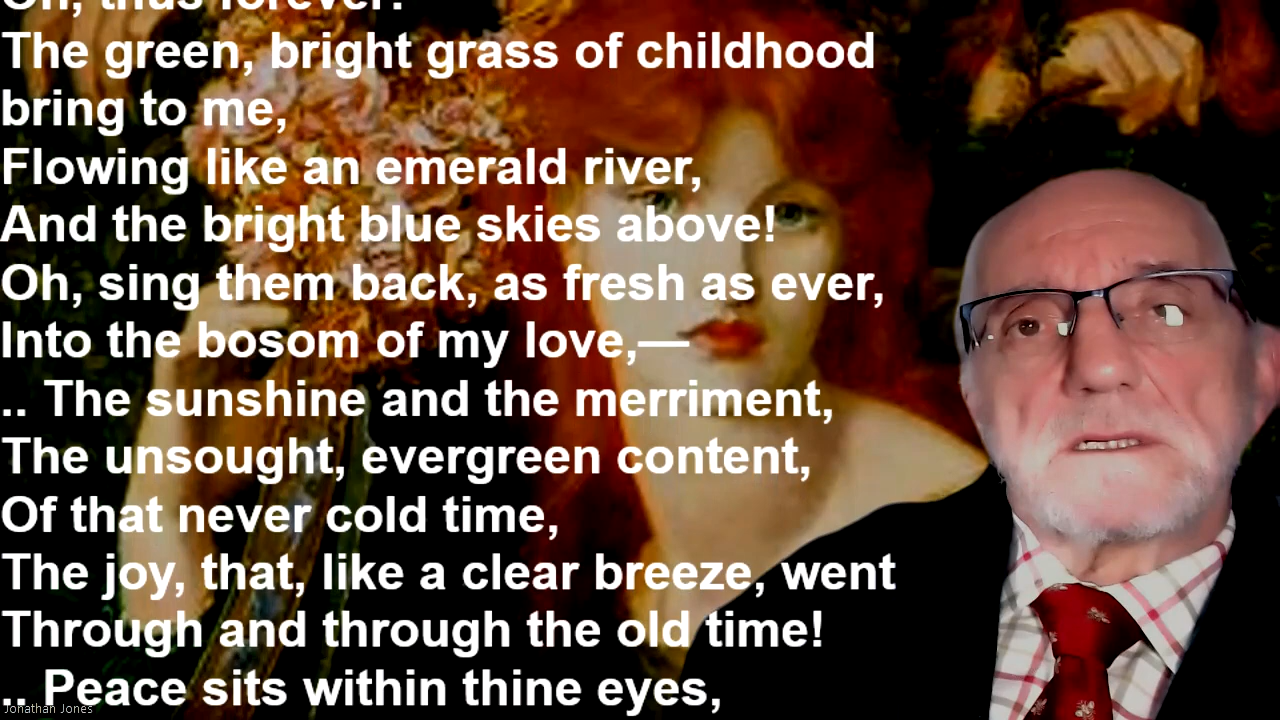 Oh, thus forever!
The green, bright grass of childhood
bring to me,
Flowing like an emerald river,
And the bright blue skies above!
Oh, sing them back, as fresh as ever,
Into the bosom of my love,—
.. The sunshine and the merriment,
The unsought, evergreen content,
Of that never cold time,
The joy, that, like a clear breeze, went
Through and through the old time!
.. Peace sits within thine eyes,
Jonathan Jones